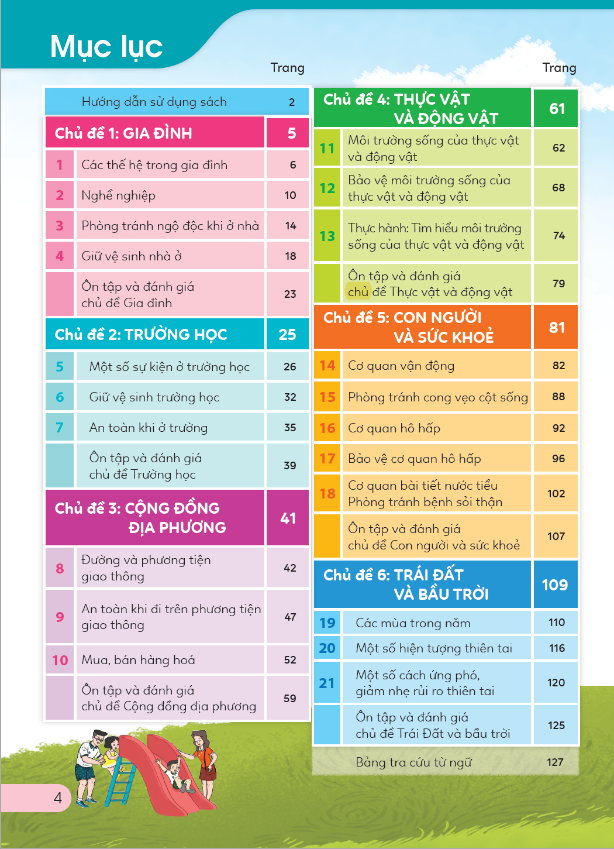 Mục lục
Trang
Hướng dẫn sử dụng sách 2
Chủ đề 1: GIA ĐÌNH 5
1 Các thế hệ trong gia đình 6
2 Nghề nghiệp 10
3 Phòng tránh ngộ độc khi ở nhà 14
4 Giữ vệ sinh nhà ở 18
Ôn tập và đánh giá
chủ đề Gia đình 23
Chủ đề 2: TRƯỜNG HỌC 25
5 Một số sự kiện ở trường học 26
6 Giữ vệ sinh trường học 32
7 An toàn khi ở trường 35
Ôn tập và đánh giá
chủ đề Trường học 39
Chủ đề 3: CỘNG ĐỒNG
ĐỊA PHƯƠNG 41
8 Đường và phương tiện
giao thông 42
9 An toàn khi đi trên phương tiện
giao thông 47
10 Mua, bán hàng hoá 52
Ôn tập và đánh giá
chủ đề Cộng đồng địa phương 59
Trang
Chủ đề 4: THỰC VẬT
VÀ ĐỘNG VẬT 61
11 Môi trường sống của thực vật
và động vật 62
12 Bảo vệ môi trường sống của
thực vật và động vật 68
13 Thực hành: Tìm hiểu môi trường
sống của thực vật và động vật 74
Ôn tập và đánh giá
chủ đề Thực vật và động vật 79
Chủ đề 5: CON NGƯỜI
VÀ SỨC KHOẺ 81
14 Cơ quan vận động 82
15 Phòng tránh cong vẹo cột sống 88
16 Cơ quan hô hấp 92
17 Bảo vệ cơ quan hô hấp 96
18 Cơ quan bài tiết nước tiểu
Phòng tránh bệnh sỏi thận 102
Ôn tập và đánh giá
chủ đề Con người và sức khoẻ 107
Chủ đề 6: TRÁI ĐẤT
VÀ BẦU TRỜI 109
19 Các mùa trong năm 110
20 Một số hiện tượng thiên tai 116
21 Một số cách ứng phó,
giảm nhẹ rủi ro thiên tai 120
Ôn tập và đánh giá
chủ đề Trái Đất và bầu trời 125
Bảng tra cứu từ ngữ 127
4